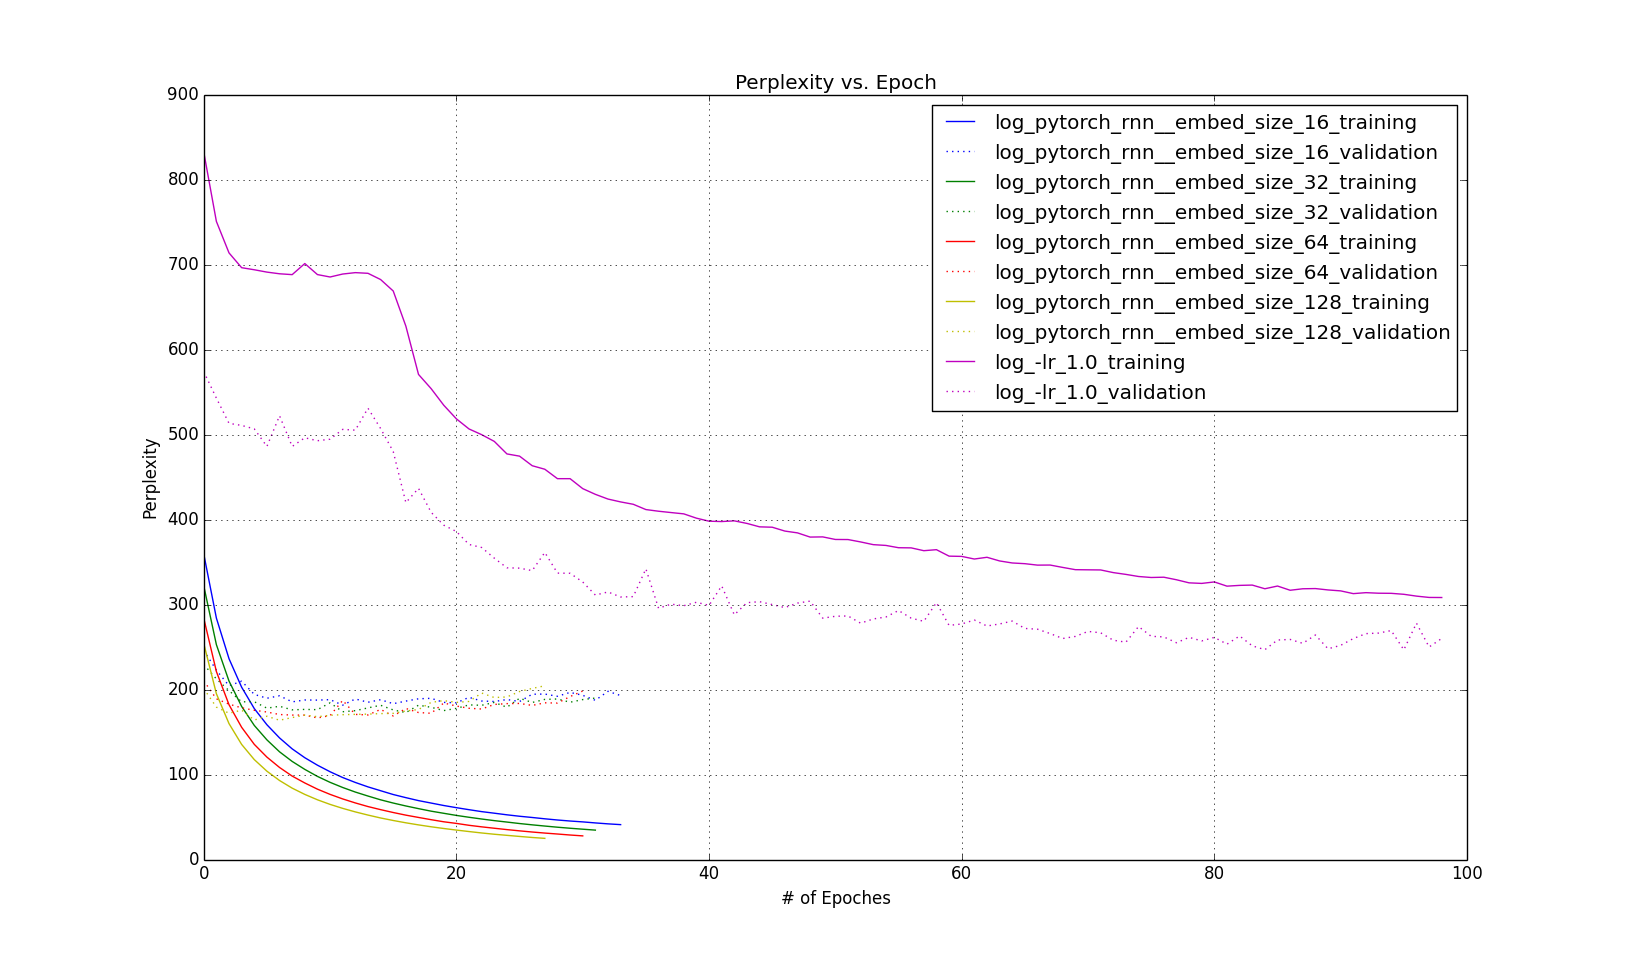 Perplexity vs. Epoch
900
800
700
600
500
400
300
200
100
0
Perplexity
log_pytorch_rnn__embed_size_16_training
log_pytorch_rnn__embed_size_16_validation
log_pytorch_rnn__embed_size_32_training
log_pytorch_rnn__embed_size_32_validation
log_pytorch_rnn__embed_size_64_training
log_pytorch_rnn__embed_size_64_validation
log_pytorch_rnn__embed_size_128_training
log_pytorch_rnn__embed_size_128_validation
log_-lr_1.0_training
log_-lr_1.0_validation
0 20 40 60 80 100
# of Epoches